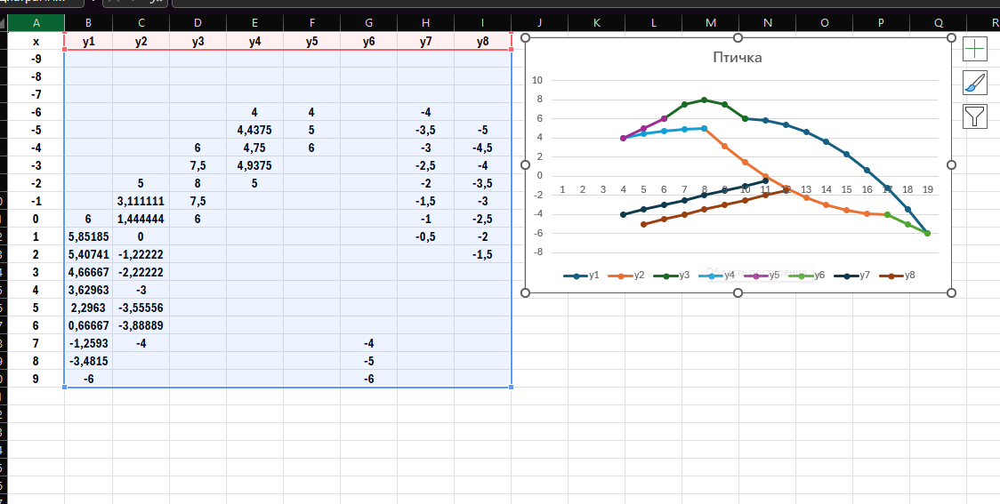 A B C D E F G H I J K L M N O P Q R
x y1 y2 y3 y4 y5 y6 y7 y8
-9
-8
-7
-6 4 4 -4
-5 4,4375 5 -3,5 -5
-4 6 4,75 6 -3 -4,5
-3 7,5 4,9375 -2,5 -4
-2 5 8 5 -2 -3,5
-1 3,111111 7,5 -1,5 -3
0 6 1,444444 6 -1 -2,5
1 5,85185 0 -0,5 -2
2 5,40741 -1,22222 -1,5
3 4,66667 -2,22222
4 3,62963 -3
5 2,2963 -3,55556
6 0,66667 -3,88889
7 -1,2593 -4 -4
8 -3,4815 -5
9 -6 -6
Птичка
10
8
6
4
2
0
1 2 3 4 5 6 7 8 9 10 11 12 13 14 15 16 17 18 19
-2
-4
-6
-8
y1 y2 y3 y4 y5 y6 y7 y8